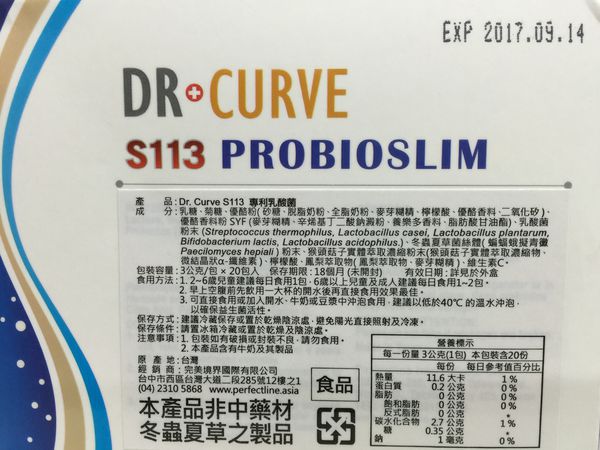 EXP 2017.09.14
DR+CURVE
S113 PROBIOSLIM
產　品:Dr. Curve S113 專利乳酸菌
成　分:乳糖、菊糖、優酪粉(砂糖、脫脂奶粉、全脂奶粉、麥芽糊精、檸檬酸、優酪香料、二氧化矽)、
優酪香料粉 SYF (麥芽糊精、辛烯基丁二酸鈉澱粉、養樂多香料、脂肪酸甘油酯)、乳酸菌
粉末 (Streptococcus thermophilus, Lactobacillus casei, Lactobacillus plantarum,
Bifidobacterium lactis, Lactobacillus acidophilus.)、冬蟲夏草菌絲體( 蝙蝠蛾擬青黴
Paecilomyces hepiali ) 粉末、猴頭菇子實體萃取濃縮粉末(猴頭菇子實體萃取濃縮物、
微結晶狀α-纖維素) 、檸檬酸、鳳梨萃取物( 鳳梨萃取物、麥芽糊精)、維生素C。
包裝容量:3公克/包 x 20包入　保存期限:18個月 (未開封)　有效日期:詳見於外盒
食用方法:1. 2~6歲兒童建議每日食用1包, 6歲以上兒童及成人建議每日食用1~2包。
2. 早上空腹前先飲用一大杯的開水後再直接食用效果最佳。
3. 可直接食用或加入開水、牛奶或豆漿中沖泡食用,建議以低於40℃ 的溫水沖泡,
以確保益生菌活性。
保存方式:建議冷藏保存或置於乾燥陰涼處,避免陽光直接照射及冷凍。
保存條件:請置冰箱冷藏或置於乾燥及陰涼處。
注意事項:1. 包裝如有破損或封裝不良,請勿食用。
2. 本產品含有牛奶及其製品
原 產 地:台灣
經 銷 商:完美境界國際有限公司
台中市西區台灣大道二段285號12樓之1
(04) 2310 5868 www.perfectline.asia
食品
本產品非中藥材
冬蟲夏草之製品
營養標示
每一份量 3公克(1包) 本包裝含20份
每份 每日參考值百分比
熱量 11.6 大卡 1%
蛋白質 0.2 公克 0%
脂肪 0 公克 0%
飽和脂肪 0 公克 0%
反式脂肪 0 公克 *
碳水化合物 2.7 公克 1%
糖 0.35 公克 *
鈉 1 毫克 0%